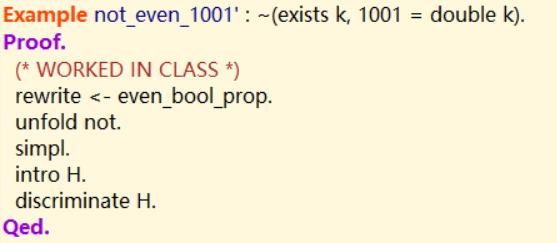 Example not_even_1001' : ~(exists k, 1001 = double k).
Proof.
(* WORKED IN CLASS *)
rewrite <- even_bool_prop.
unfold not.
simpl.
intro H.
discriminate H.
Qed.